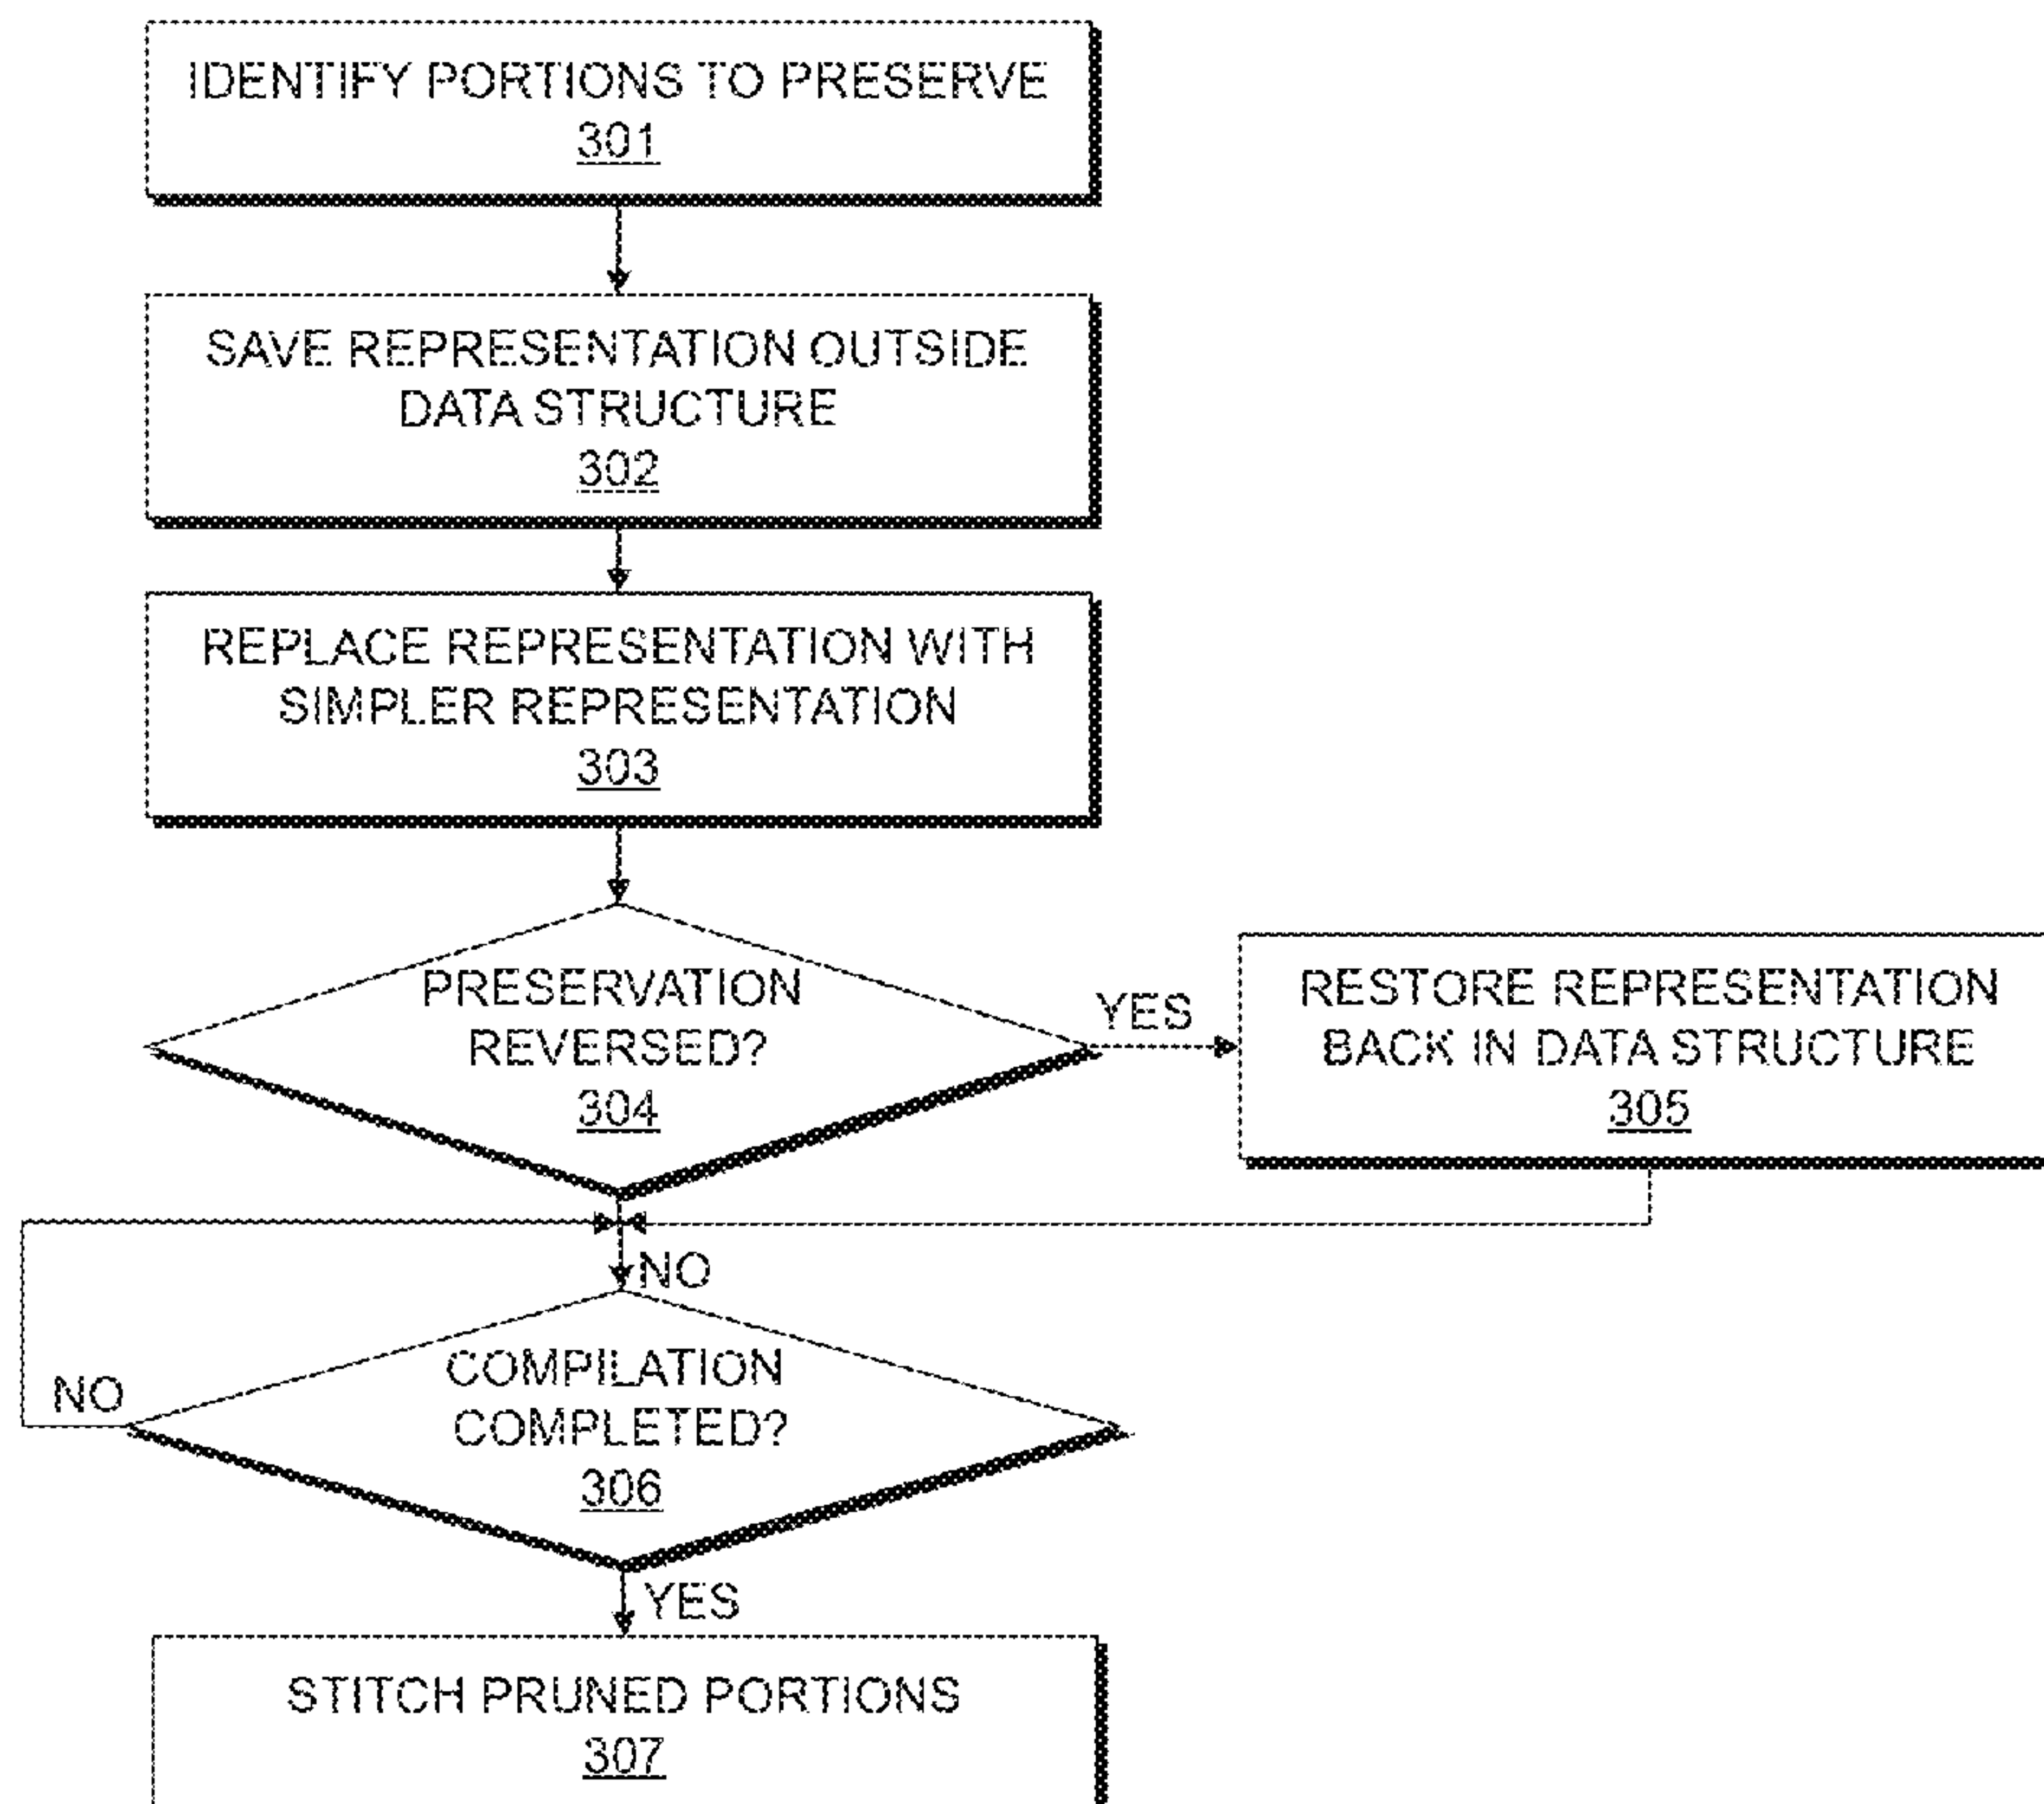 IDENTIFY PORTIONS TO PRESERVE
301
SAVE REPRESENTATION OUTSIDE
DATA STRUCTURE
302
REPLACE REPRESENTATION WITH
SIMPLER REPRESENTATION
303
PRESERVATION
REVERSED?
304
YES
RESTORE REPRESENTATION
BACK IN DATA STRUCTURE
305
NO
COMPILATION
COMPLETED?
306
NO
YES
STITCH PRUNED PORTIONS
307